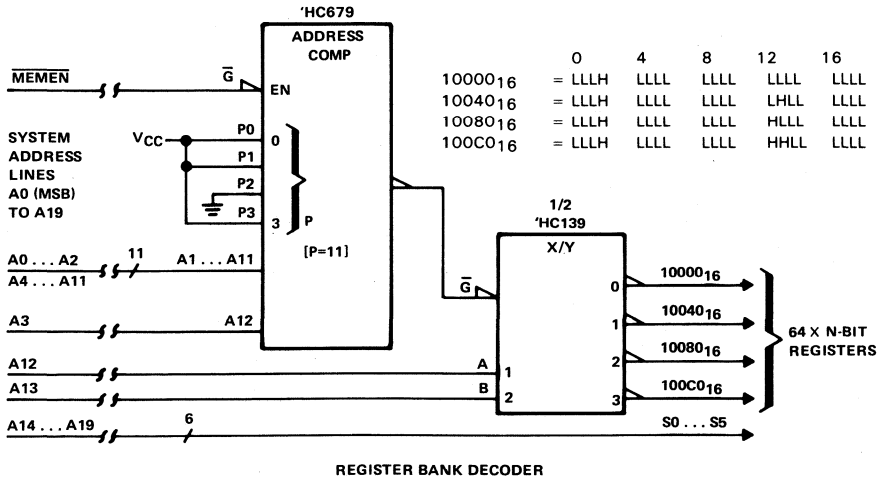 'HC679
ADDRESS
COMP
0 4 8 12 16
10000₁₆ = LLLH LLLL LLLL LLLL LLLL
10040₁₆ = LLLH LLLL LLLL LHLL LLLL
10080₁₆ = LLLH LLLL LLLL HLLL LLLL
100C0₁₆ = LLLH LLLL LLLL HHLL LLLL
MEMEN
G
EN
SYSTEM
ADDRESS
LINES
A0 (MSB)
TO A19
VCC
P0
0
P1
P2
P3
3
P
[P=11]
A0 . . . A2
A4 . . . A11
11
A1 . . . A11
A3
A12
1/2
'HC139
X/Y
G
0
10000₁₆
1
10040₁₆
2
10080₁₆
3
100C0₁₆
64 X N-BIT
REGISTERS
A12
A
1
A13
B
2
A14 . . . A19
6
S0 . . . S5
REGISTER BANK DECODER